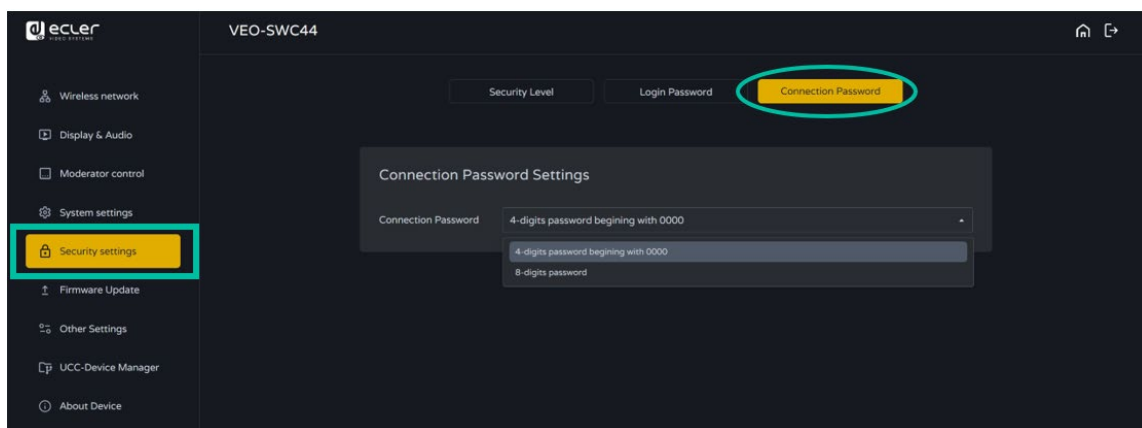 ecler
VIDEO SYSTEMS
VEO-SWC44
Wireless network
Display & Audio
Moderator control
System settings
Security settings
Firmware Update
Other Settings
UCC-Device Manager
About Device
Security Level
Login Password
Connection Password
Connection Password Settings
Connection Password
4-digits password begining with 0000
4-digits password begining with 0000
8-digits password